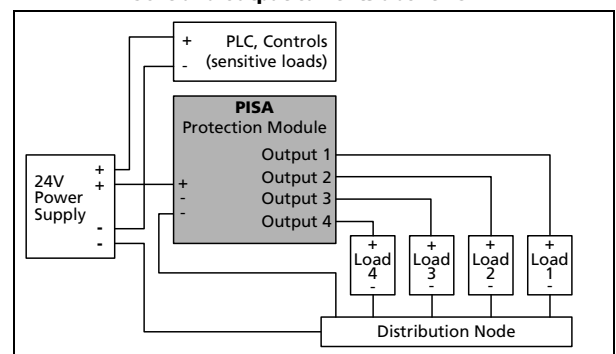 + PLC, Controls
- (sensitive loads)
PISA
Protection Module
Output 1
Output 2
Output 3
Output 4
+
-
-
24V
Power
Supply
+
+
-
-
+
Load
4
-
+
Load
3
-
+
Load
2
-
+
Load
1
-
Distribution Node